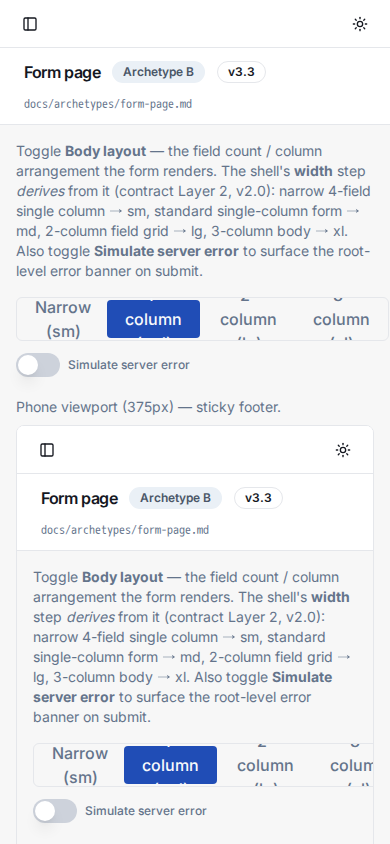 Form page Archetype B v3.3
docs/archetypes/form-page.md
Toggle Body layout — the field count / column
arrangement the form renders. The shell's width step
derives from it (contract Layer 2, v2.0): narrow 4-field
single column → sm, standard single-column form →
md, 2-column field grid → lg, 3-column body → xl.
Also toggle Simulate server error to surface the root-
level error banner on submit.
Narrow column column column
(sm)
Simulate server error
Phone viewport (375px) — sticky footer.
Form page Archetype B v3.3
docs/archetypes/form-page.md
Toggle Body layout — the field count / column
arrangement the form renders. The shell's width
step derives from it (contract Layer 2, v2.0):
narrow 4-field single column → sm, standard
single-column form → md, 2-column field grid →
lg, 3-column body → xl. Also toggle Simulate
server error to surface the root-level error
banner on submit.
Narrow column column
(sm)
Simulate server error